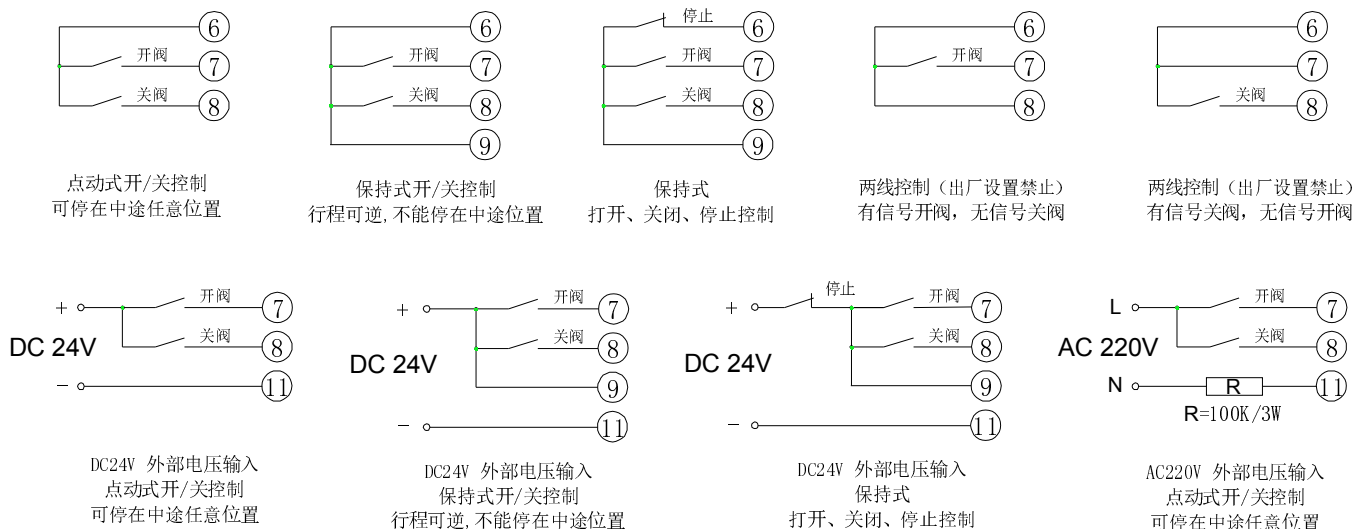 ⑥
开阀 ⑦
关阀 ⑧
点动式开/关控制
可停在中途任意位置
⑥
开阀 ⑦
关阀 ⑧
⑨
保持式开/关控制
行程可逆,不能停在中途位置
停止 ⑥
开阀 ⑦
关阀 ⑧
⑨
保持式
打开、关闭、停止控制
⑥
开阀 ⑦
⑧
两线控制（出厂设置禁止）
有信号开阀，无信号关阀
⑥
⑦
关阀 ⑧
两线控制（出厂设置禁止）
有信号关阀，无信号开阀
+ 开阀 ⑦
DC 24V 关阀 ⑧
− ⑪
DC24V 外部电压输入
点动式开/关控制
可停在中途任意位置
+ 开阀 ⑦
关阀 ⑧
DC 24V ⑨
− ⑪
DC24V 外部电压输入
保持式开/关控制
行程可逆,不能停在中途位置
+ 停止 开阀 ⑦
关阀 ⑧
DC 24V ⑨
− ⑪
DC24V 外部电压输入
保持式
打开、关闭、停止控制
L 开阀 ⑦
AC 220V 关阀 ⑧
N R ⑪
R=100K/3W
AC220V 外部电压输入
点动式开/关控制
可停在中途任意位置